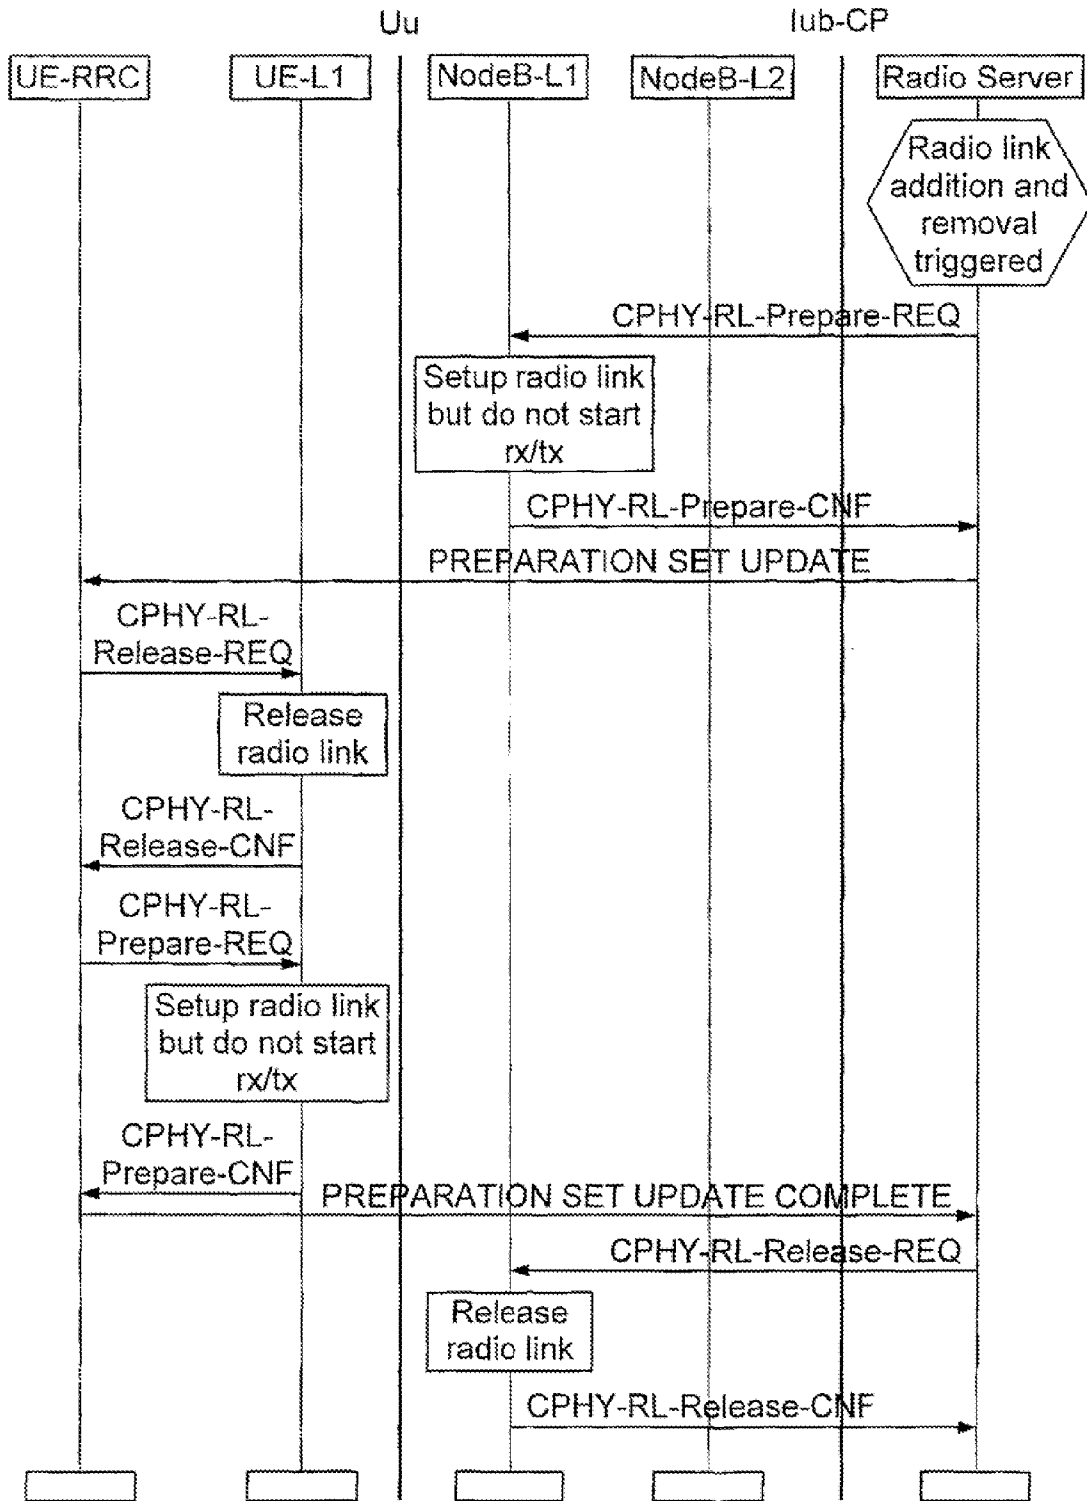 Uu
Iub-CP
UE-RRC
UE-L1
NodeB-L1
NodeB-L2
Radio Server
Radio link
addition and
removal
triggered
CPHY-RL-Prepare-REQ
Setup radio link
but do not start
rx/tx
CPHY-RL-Prepare-CNF
PREPARATION SET UPDATE
CPHY-RL-
Release-REQ
Release
radio link
CPHY-RL-
Release-CNF
CPHY-RL-
Prepare-REQ
Setup radio link
but do not start
rx/tx
CPHY-RL-
Prepare-CNF
PREPARATION SET UPDATE COMPLETE
CPHY-RL-Release-REQ
Release
radio link
CPHY-RL-Release-CNF